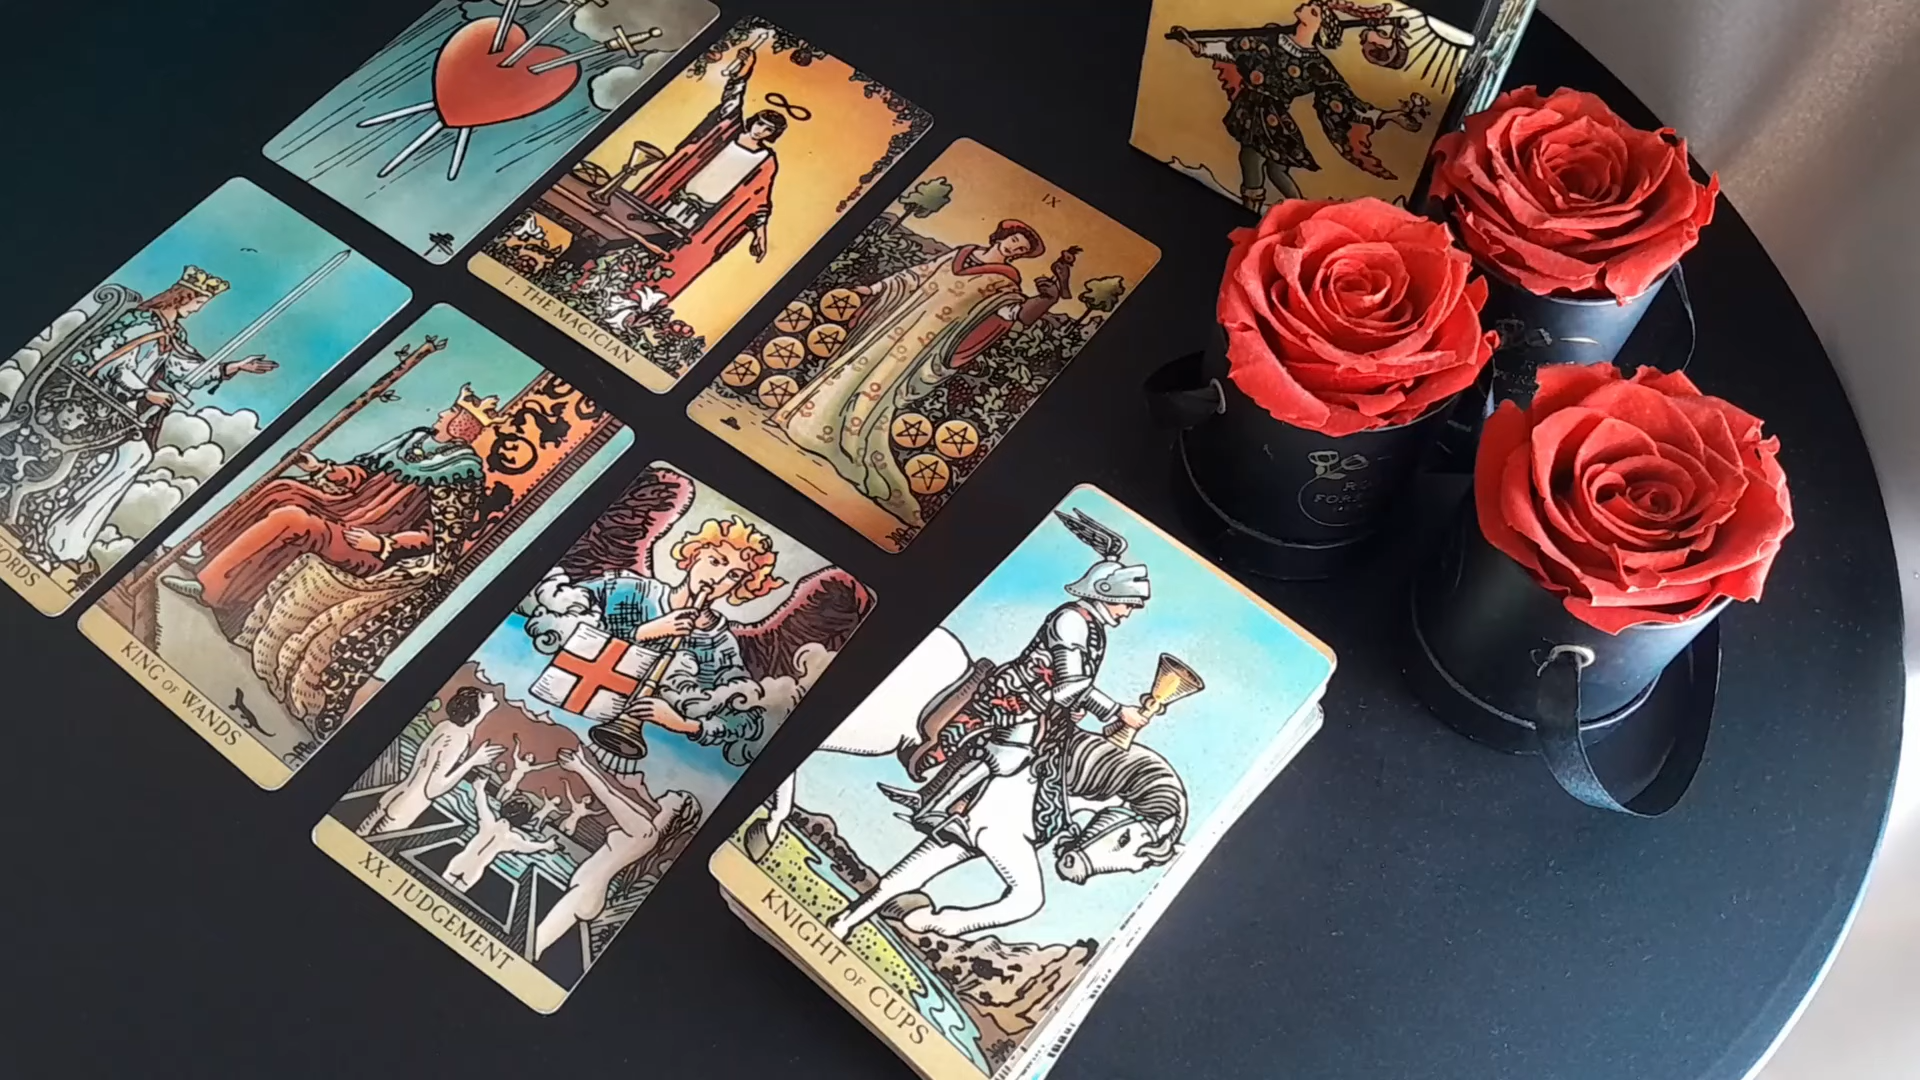 I - THE MAGICIAN
IX
ORDS
KING OF WANDS
XX - JUDGEMENT
KNIGHT OF CUPS